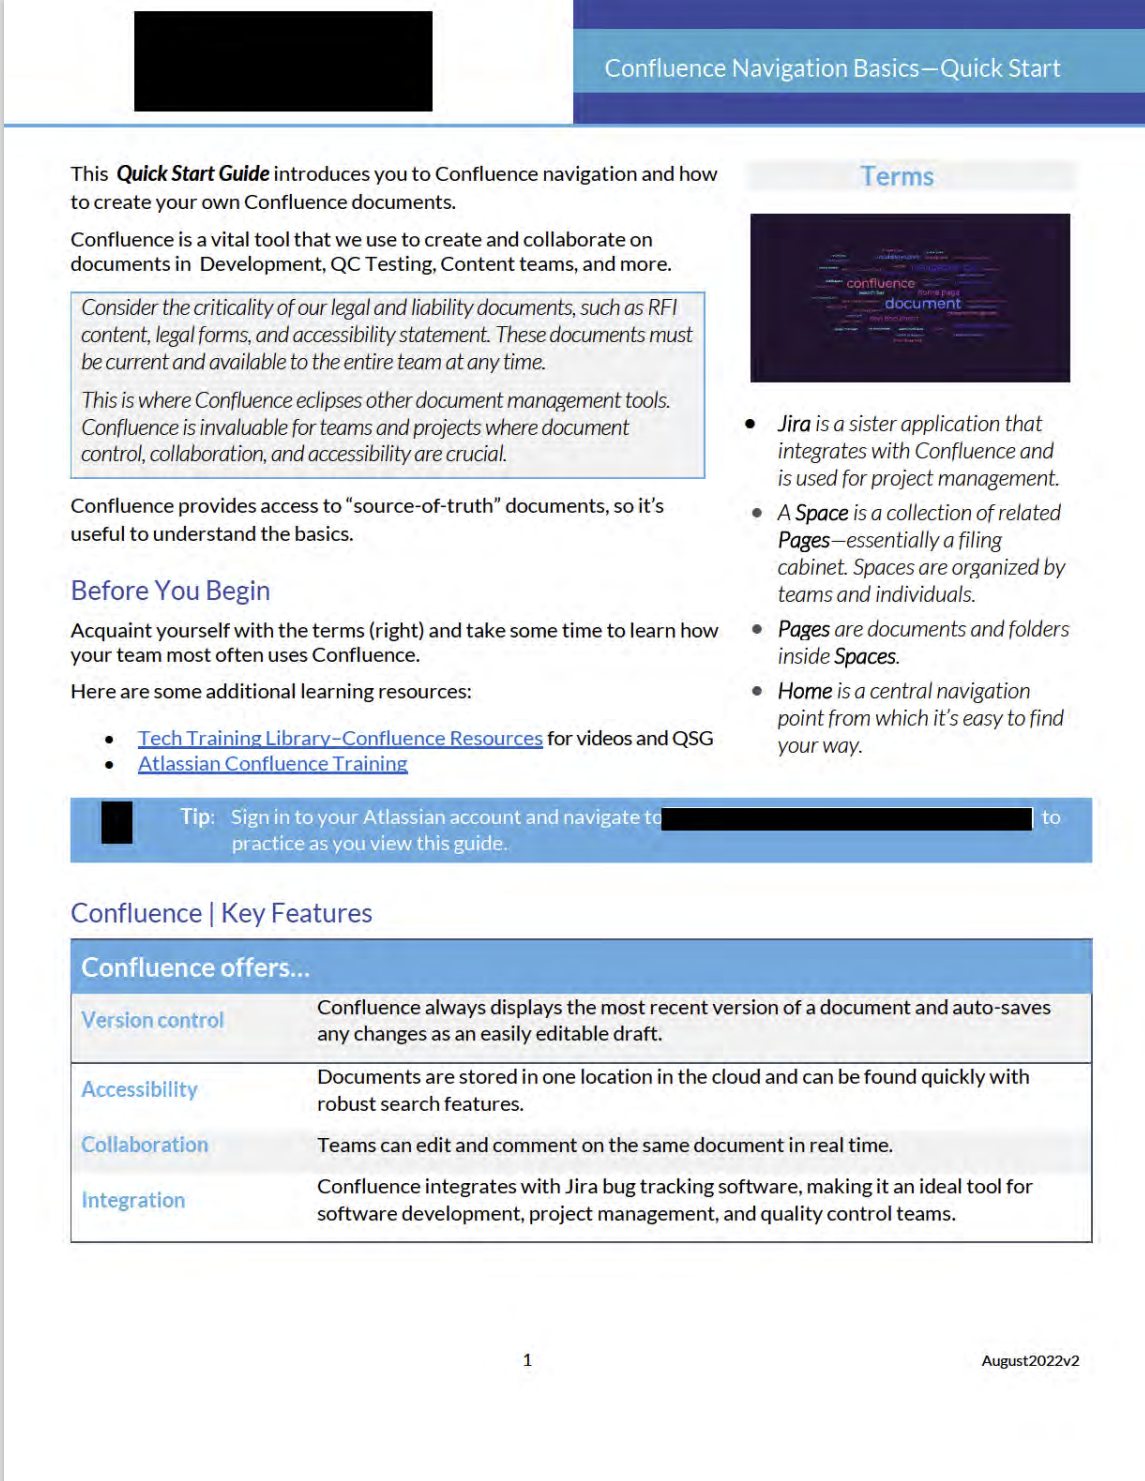 Confluence Navigation Basics—Quick Start
This Quick Start Guide introduces you to Confluence navigation and how
to create your own Confluence documents.
Confluence is a vital tool that we use to create and collaborate on
documents in Development, QC Testing, Content teams, and more.
Consider the criticality of our legal and liability documents, such as RFI
content, legal forms, and accessibility statement. These documents must
be current and available to the entire team at any time.
This is where Confluence eclipses other document management tools.
Confluence is invaluable for teams and projects where document
control, collaboration, and accessibility are crucial.
Confluence provides access to “source-of-truth” documents, so it’s
useful to understand the basics.
Before You Begin
Acquaint yourself with the terms (right) and take some time to learn how
your team most often uses Confluence.
Here are some additional learning resources:
• Tech Training Library–Confluence Resources for videos and QSG
• Atlassian Confluence Training
Terms
confluence
home page
document
• Jira is a sister application that
integrates with Confluence and
is used for project management.
• A Space is a collection of related
Pages—essentially a filing
cabinet. Spaces are organized by
teams and individuals.
• Pages are documents and folders
inside Spaces.
• Home is a central navigation
point from which it’s easy to find
your way.
Tip: Sign in to your Atlassian account and navigate to to
practice as you view this guide.
Confluence | Key Features
Confluence offers...
Version control
Confluence always displays the most recent version of a document and auto-saves
any changes as an easily editable draft.
Accessibility
Documents are stored in one location in the cloud and can be found quickly with
robust search features.
Collaboration
Teams can edit and comment on the same document in real time.
Integration
Confluence integrates with Jira bug tracking software, making it an ideal tool for
software development, project management, and quality control teams.
1
August2022v2